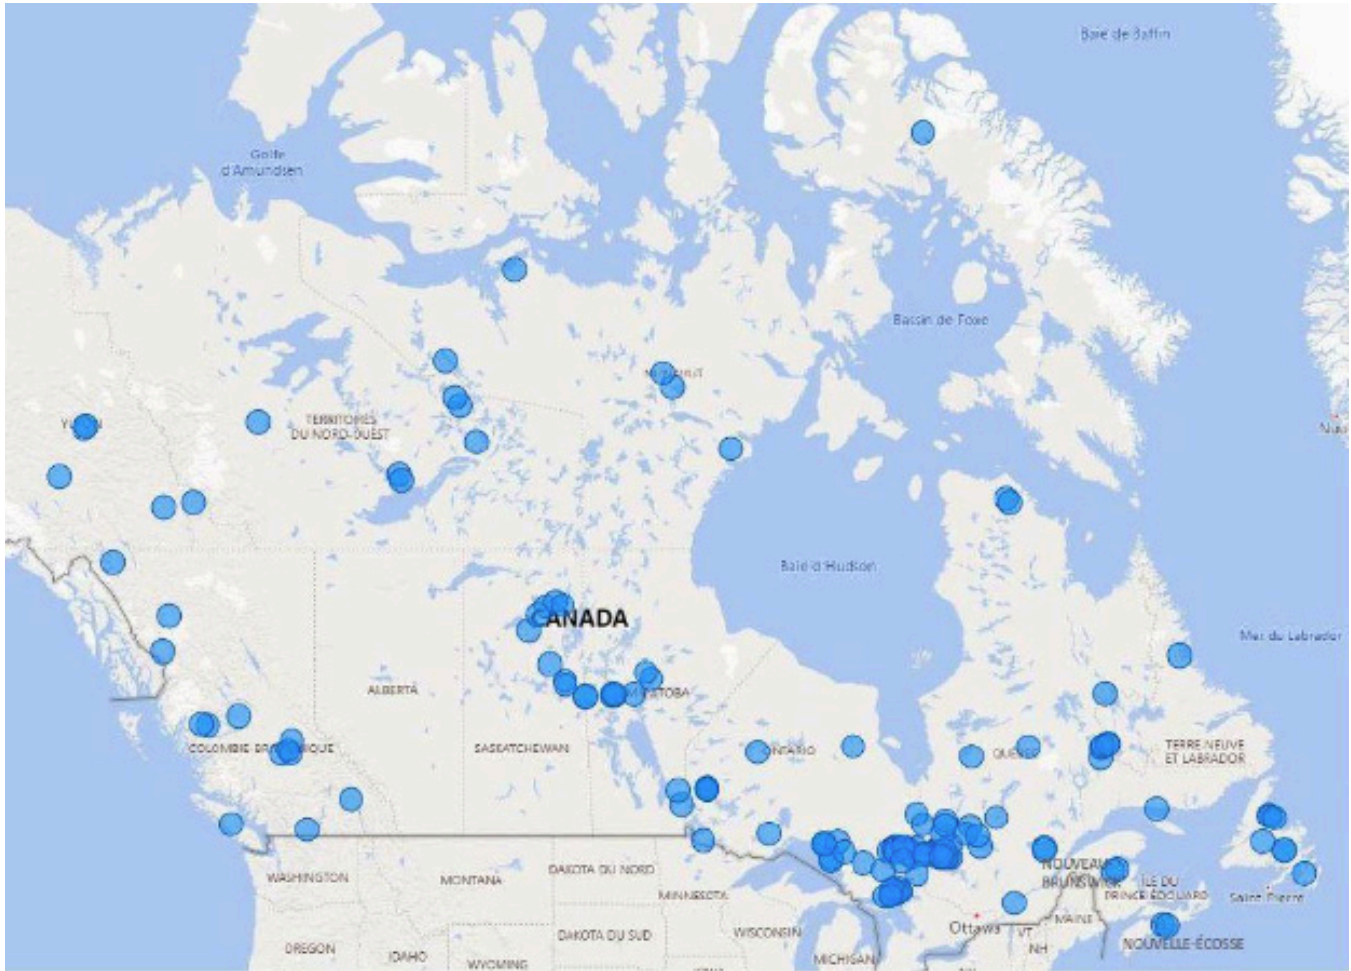 Baie de Baffin
Golfe
d'Amundsen
Bassin de Foxe
TERRITOIRES
DU NORD-OUEST
Baie d'Hudson
CANADA
Mer du Labrador
ALBERTA
COLOMBIE-BRITANNIQUE
SASKATCHEWAN
ONTARIO
TERRE-NEUVE
ET LABRADOR
NOUVEAU
BRUNSWICK
ÎLE DU
PRINCE-ÉDOUARD
Saint-Pierre
WASHINGTON
MONTANA
DAKOTA DU NORD
MINNESOTA
Ottawa
MAINE
VT
NH
NOUVELLE-ÉCOSSE
DAKOTA DU SUD
WISCONSIN
OREGON
IDAHO
WYOMING
MICHIGAN